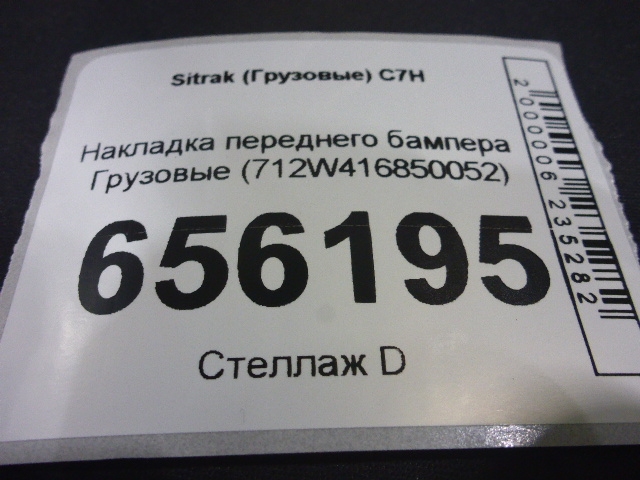 Sitrak (Грузовые) C7H
Накладка переднего бампера
Грузовые (712W416850052)
656195
Стеллаж D
2000006235282